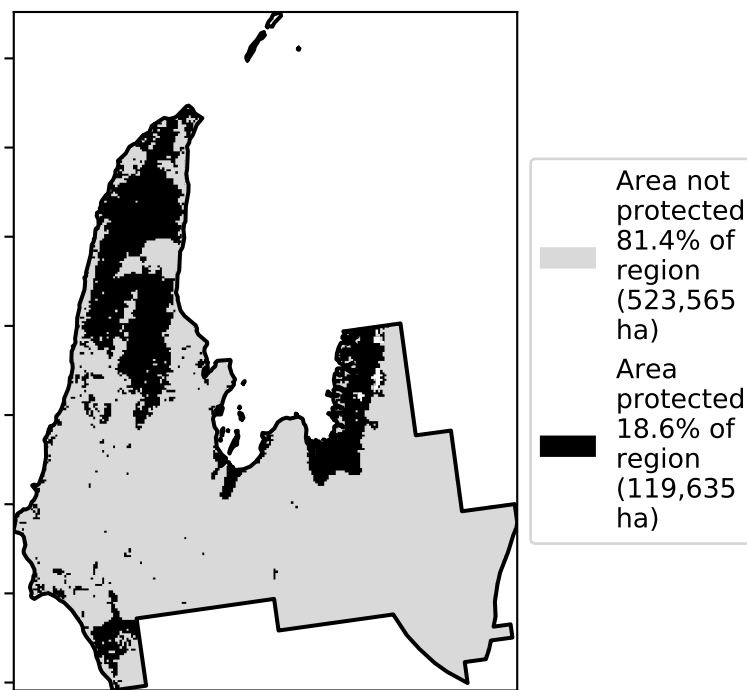 Area not
protected
81.4% of
region
(523,565
ha)
Area
protected
18.6% of
region
(119,635
ha)